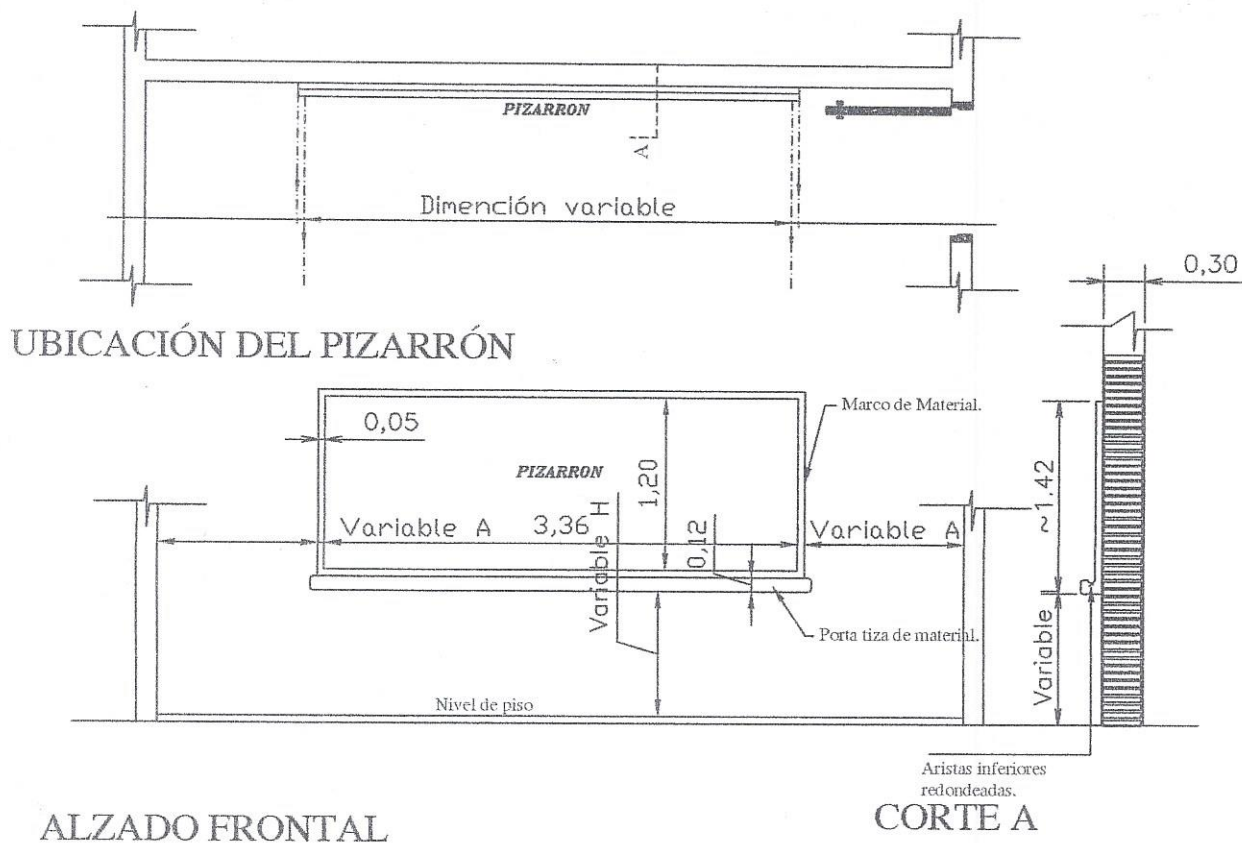 PIZARRON
A
Dimención variable
0,30
UBICACIÓN DEL PIZARRÓN
0,05
Marco de Material.
PIZARRON
1,20
~1.42
Variable A
3,36
Variable H
0,12
Variable A
Porta tiza de material.
Variable
Nivel de piso
Aristas inferiores
redondeadas.
ALZADO FRONTAL
CORTE A